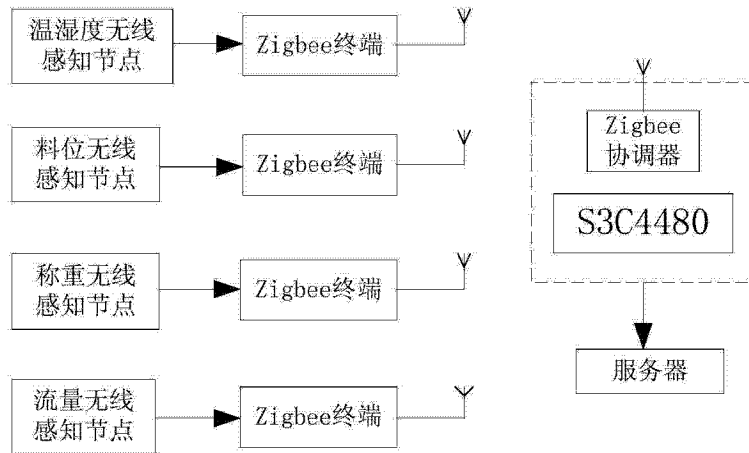 温湿度无线
感知节点
Zigbee终端
料位无线
感知节点
Zigbee终端
称重无线
感知节点
Zigbee终端
流量无线
感知节点
Zigbee终端
Zigbee
协调器
S3C4480
服务器